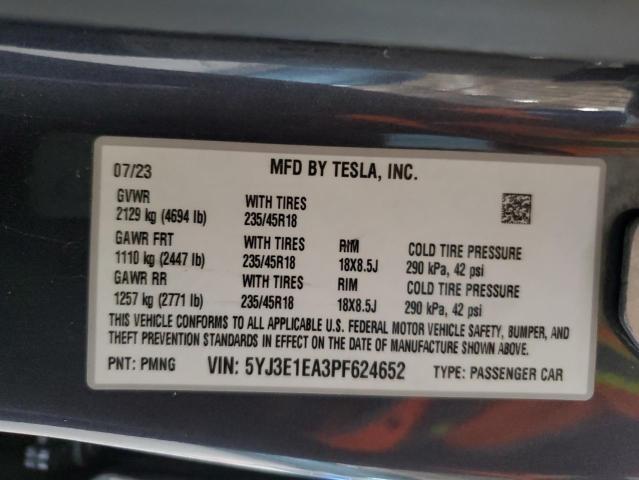 07/23 MFD BY TESLA, INC.
GVWR WITH TIRES
2129 kg (4694 lb) 235/45R18
GAWR FRT WITH TIRES RIM COLD TIRE PRESSURE
1110 kg (2447 lb) 235/45R18 18X8.5J 290 kPa, 42 psi
GAWR RR WITH TIRES RIM COLD TIRE PRESSURE
1257 kg (2771 lb) 235/45R18 18X8.5J 290 kPa, 42 psi
THIS VEHICLE CONFORMS TO ALL APPLICABLE U.S. FEDERAL MOTOR VEHICLE SAFETY, BUMPER, AND
THEFT PREVENTION STANDARDS IN EFFECT ON THE DATE OF MANUFACTURE SHOWN ABOVE.
PNT: PMNG VIN: 5YJ3E1EA3PF624652 TYPE: PASSENGER CAR